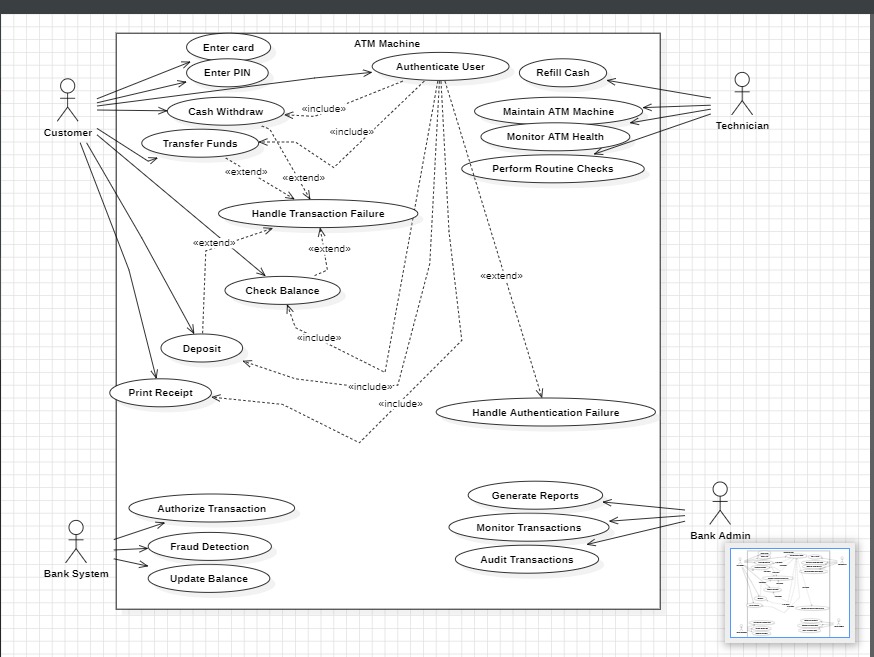 ATM Machine
Enter card
Enter PIN
Authenticate User
Refill Cash
Cash Withdraw
«include»
Maintain ATM Machine
Customer
Technician
«include»
Monitor ATM Health
Transfer Funds
Perform Routine Checks
«extend»
«extend»
Handle Transaction Failure
«extend»
«extend»
«extend»
Check Balance
«include»
Deposit
«include»
Print Receipt
«include»
Handle Authentication Failure
Generate Reports
Authorize Transaction
Monitor Transactions
Bank Admin
Fraud Detection
Audit Transactions
Bank System
Update Balance